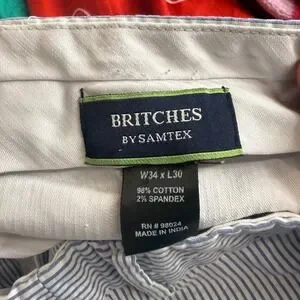 BRITCHES
BY SAMTEX
W34 x L30
98% COTTON
2% SPANDEX
RN # 98024
MADE IN INDIA